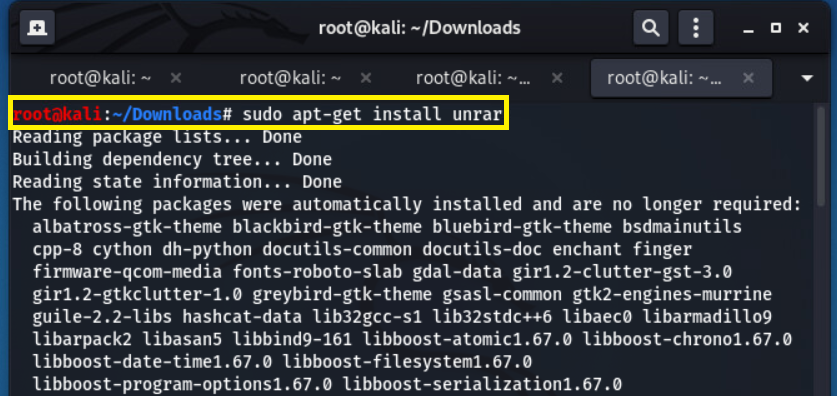 root@kali: ~/Downloads
root@kali: ~ × root@kali: ~ × root@kali: ~... × root@kali: ~... ×
root@kali:~/Downloads# sudo apt-get install unrar
Reading package lists... Done
Building dependency tree... Done
Reading state information... Done
The following packages were automatically installed and are no longer required:
albatross-gtk-theme blackbird-gtk-theme bluebird-gtk-theme bsdmainutils
cpp-8 cython dh-python docutils-common docutils-doc enchant finger
firmware-qcom-media fonts-roboto-slab gdal-data gir1.2-clutter-gst-3.0
gir1.2-gtkclutter-1.0 greybird-gtk-theme gsasl-common gtk2-engines-murrine
guile-2.2-libs hashcat-data lib32gcc-s1 lib32stdc++6 libaec0 libarmadillo9
libarpack2 libasan5 libbind9-161 libboost-atomic1.67.0 libboost-chrono1.67.0
libboost-date-time1.67.0 libboost-filesystem1.67.0
libboost-program-options1.67.0 libboost-serialization1.67.0